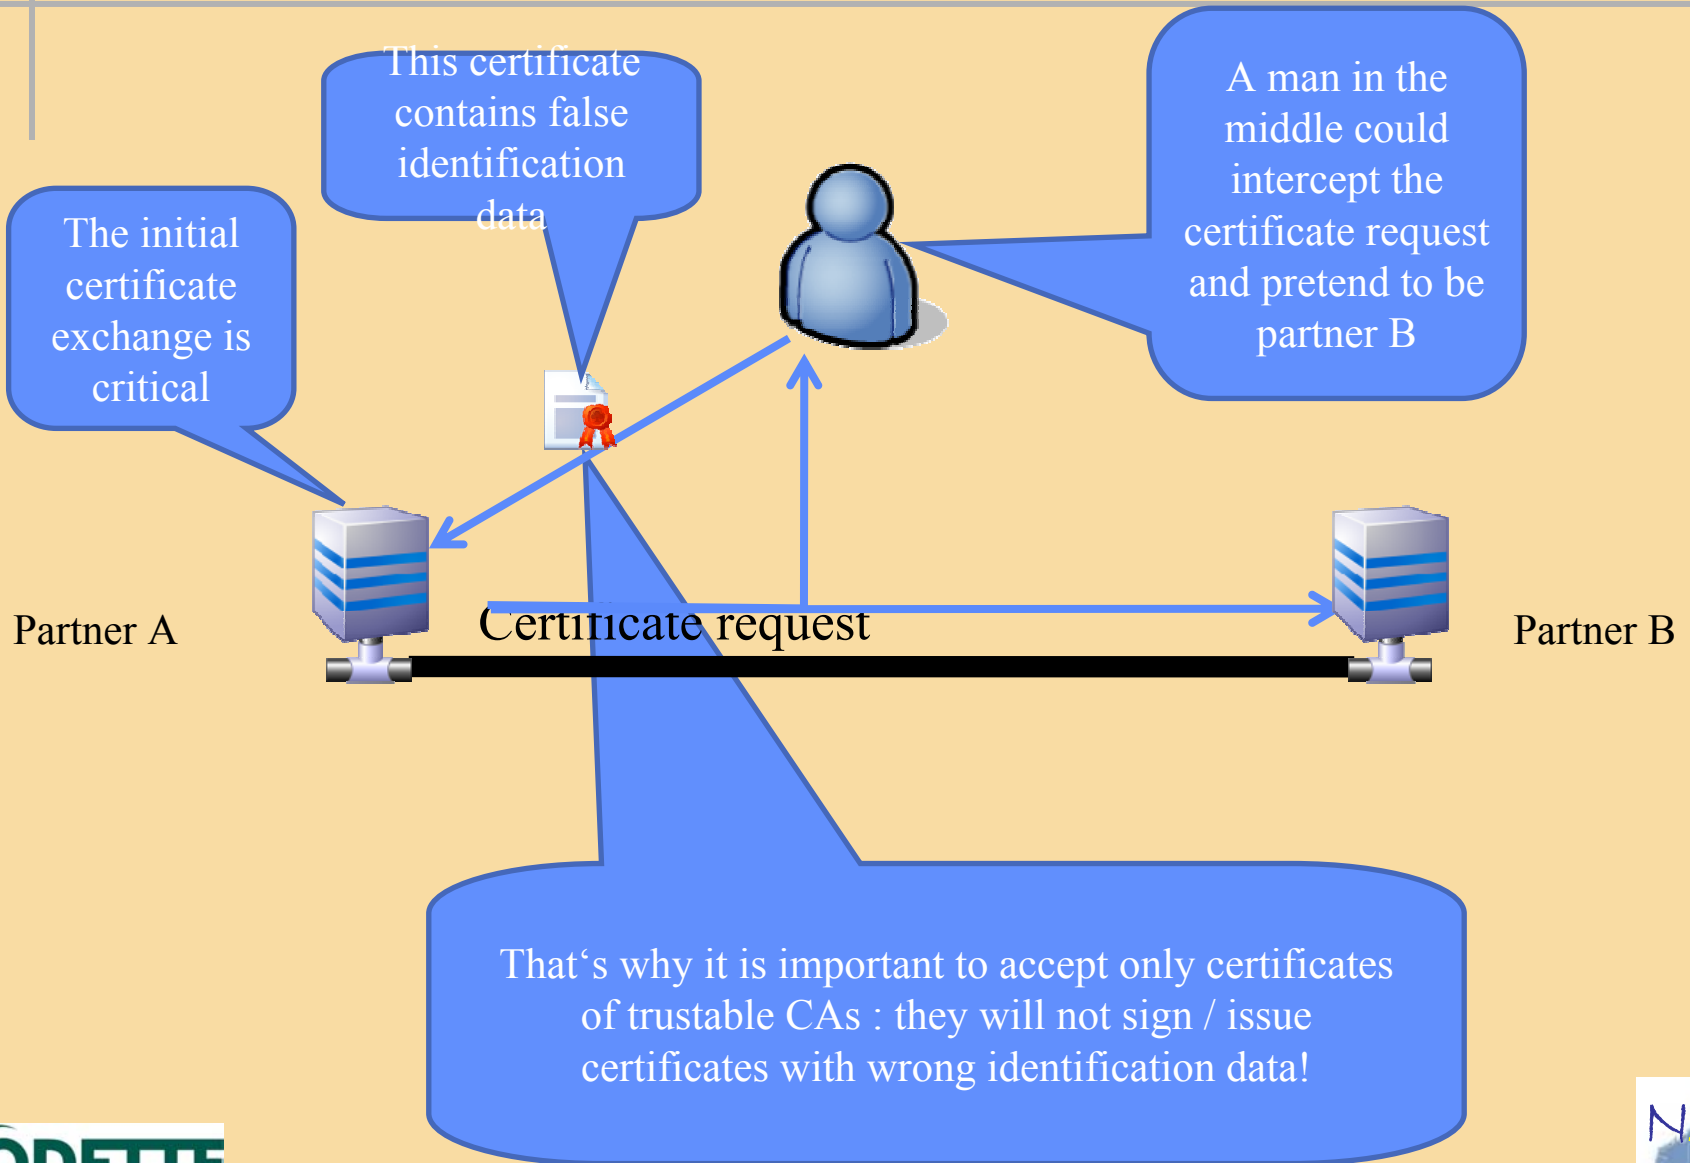 This certificate
contains false
identification
data
A man in the
middle could
intercept the
certificate request
and pretend to be
partner B
The initial
certificate
exchange is
critical
Partner A
Certificate request
Partner B
That‘s why it is important to accept only certificates
of trustable CAs : they will not sign / issue
certificates with wrong identification data!
ODETTE
N